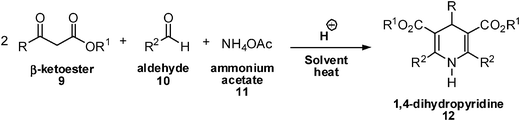 2 R O O OR¹ + R² O H + NH₄OAc H⊖ Solvent heat R¹O₂C R CO₂R¹ R² N H R²
β-ketoester
9
aldehyde
10
ammonium
acetate
11
1,4-dihydropyridine
12